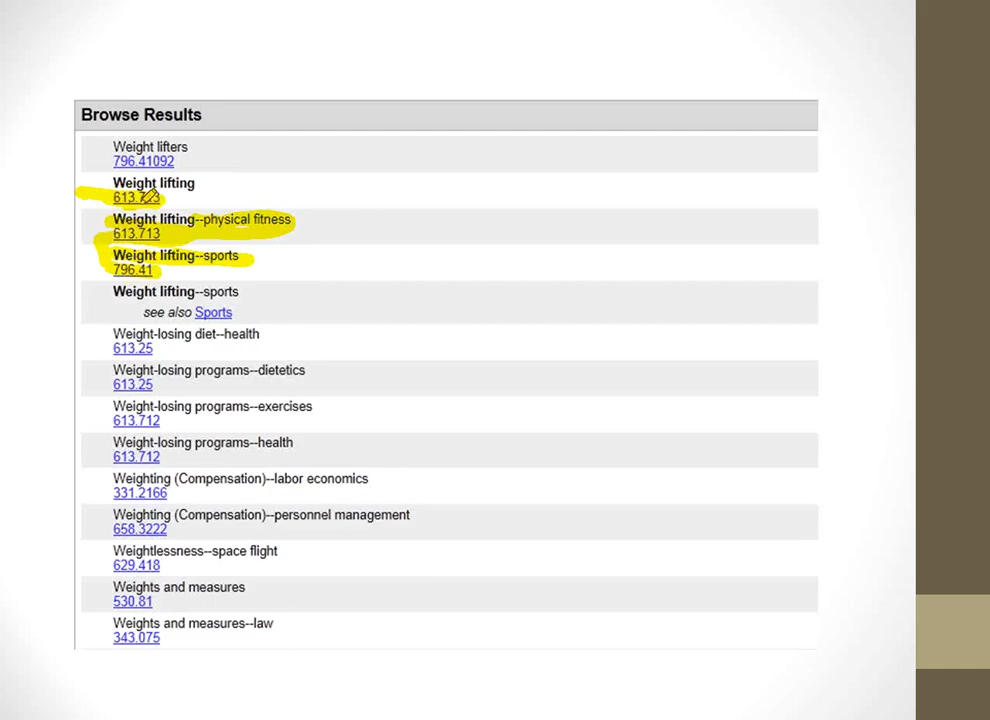 Browse Results
Weight lifters
796.41092
Weight lifting
613.713
Weight lifting--physical fitness
613.713
Weight lifting--sports
796.41
Weight lifting--sports
see also Sports
Weight-losing diet--health
613.25
Weight-losing programs--dietetics
613.25
Weight-losing programs--exercises
613.712
Weight-losing programs--health
613.712
Weighting (Compensation)--labor economics
331.2166
Weighting (Compensation)--personnel management
658.3222
Weightlessness--space flight
629.418
Weights and measures
530.81
Weights and measures--law
343.075